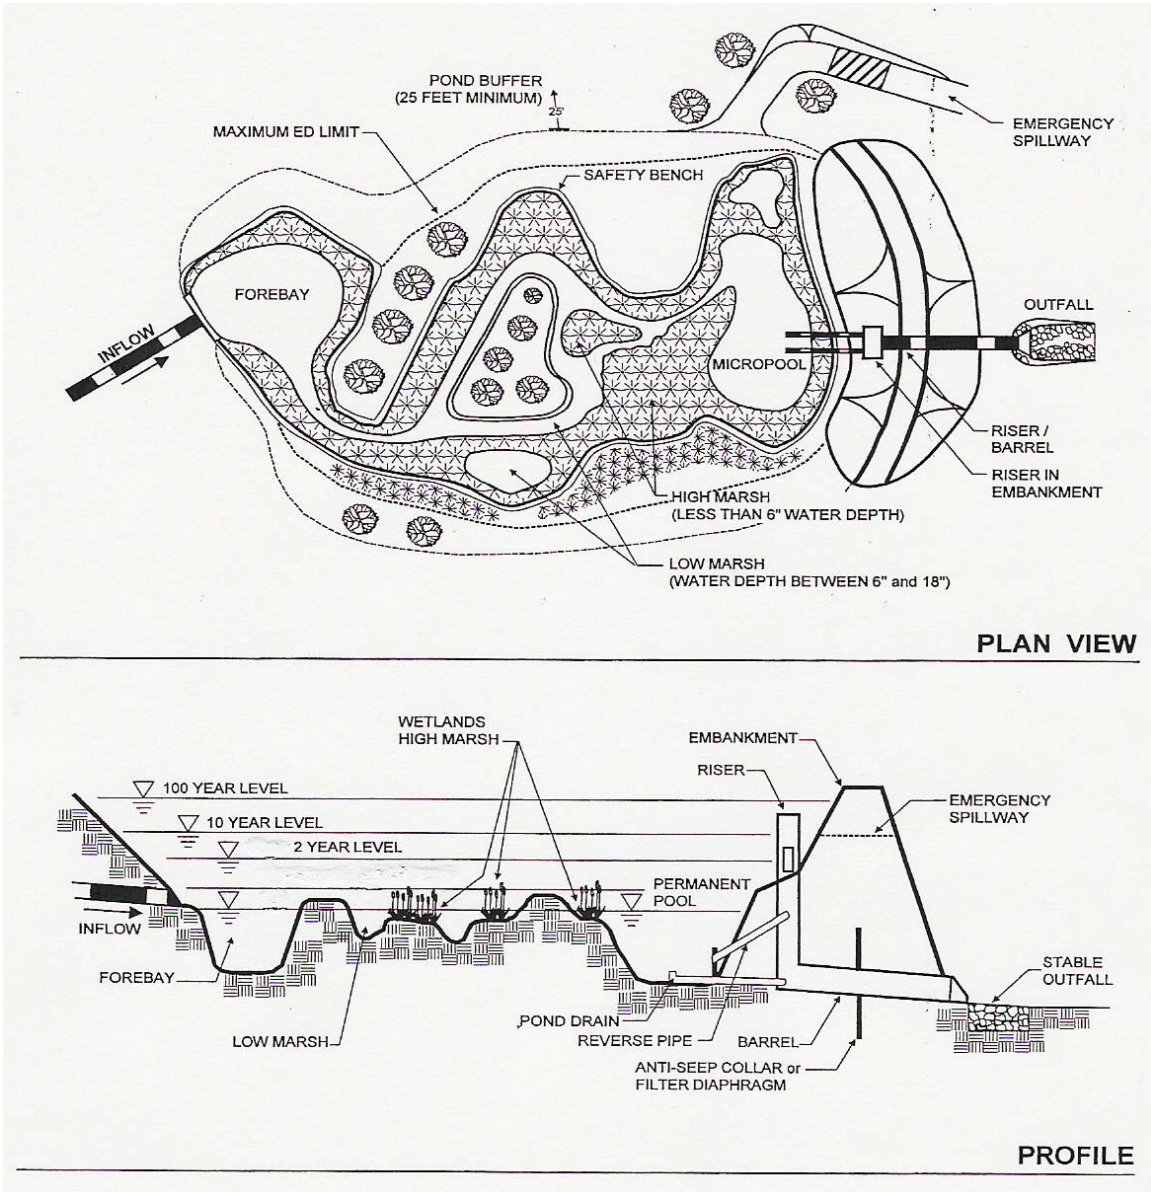 POND BUFFER
(25 FEET MINIMUM)
25'
MAXIMUM ED LIMIT
SAFETY BENCH
EMERGENCY
SPILLWAY
FOREBAY
INFLOW
OUTFALL
MICROPOOL
RISER /
BARREL
RISER IN
EMBANKMENT
HIGH MARSH
(LESS THAN 6" WATER DEPTH)
LOW MARSH
(WATER DEPTH BETWEEN 6" and 18")
PLAN VIEW
WETLANDS
HIGH MARSH
EMBANKMENT
RISER
100 YEAR LEVEL
EMERGENCY
SPILLWAY
10 YEAR LEVEL
2 YEAR LEVEL
PERMANENT
POOL
INFLOW
FOREBAY
STABLE
OUTFALL
POND DRAIN
LOW MARSH
REVERSE PIPE
BARREL
ANTI-SEEP COLLAR or
FILTER DIAPHRAGM
PROFILE